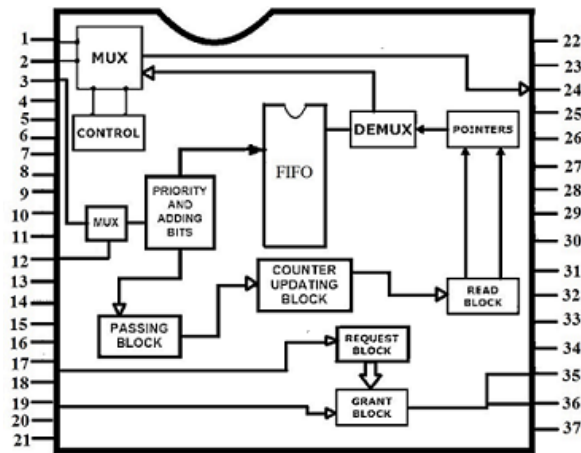 1
2
3
4
5
6
7
8
9
10
11
12
13
14
15
16
17
18
19
20
21
MUX
CONTROL
MUX
PRIORITY
AND
ADDING
BITS
FIFO
DEMUX
POINTERS
PASSING
BLOCK
COUNTER
UPDATING
BLOCK
READ
BLOCK
REQUEST
BLOCK
GRANT
BLOCK
22
23
24
25
26
27
28
29
30
31
32
33
34
35
36
37